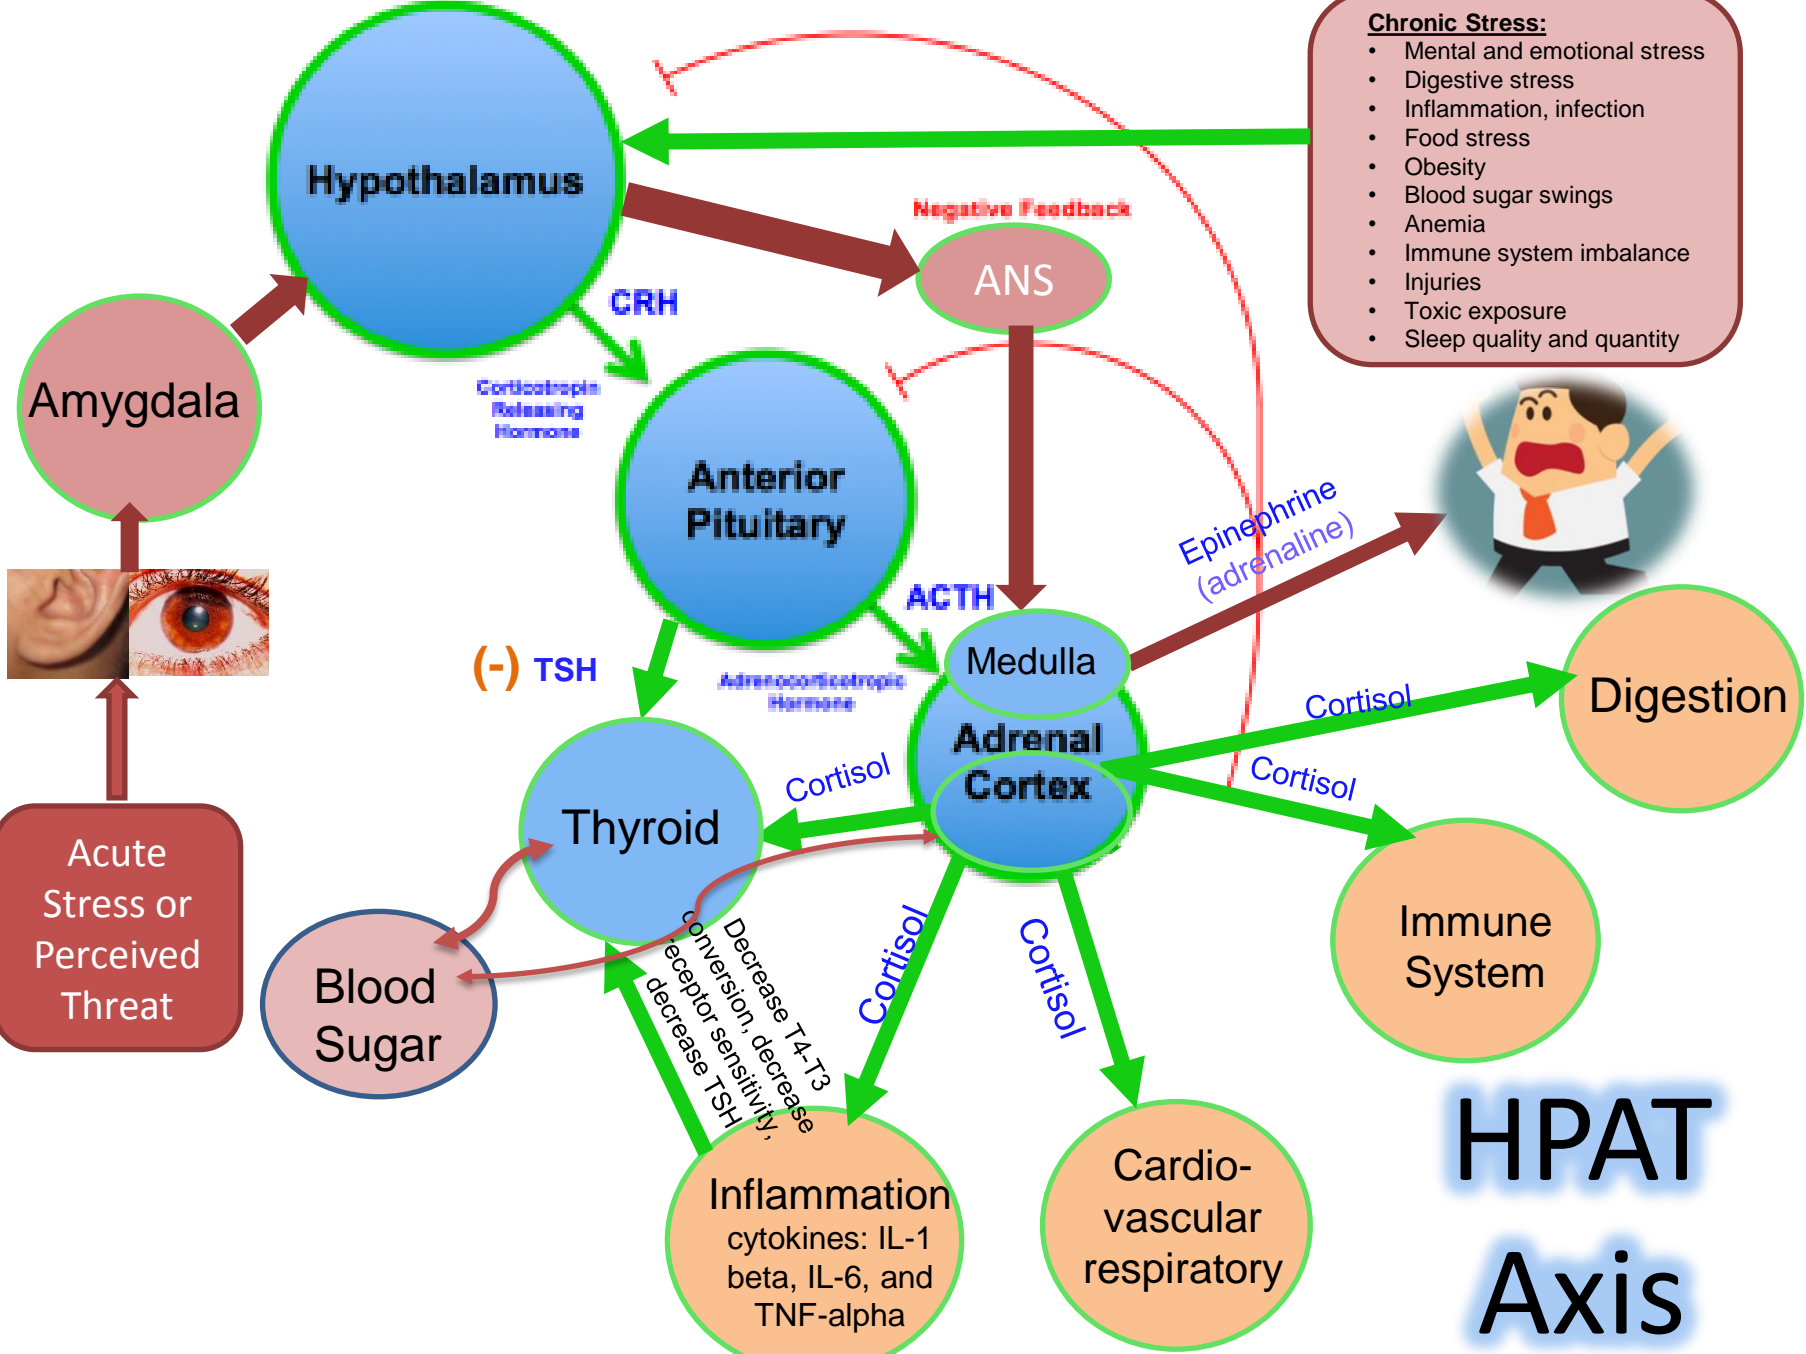 Chronic Stress:
• Mental and emotional stress
• Digestive stress
• Inflammation, infection
• Food stress
• Obesity
• Blood sugar swings
• Anemia
• Immune system imbalance
• Injuries
• Toxic exposure
• Sleep quality and quantity
Hypothalamus
Negative Feedback
ANS
CRH
Corticotropin
Releasing
Hormone
Amygdala
Anterior
Pituitary
Epinephrine
(adrenaline)
ACTH
Adrenocorticotropic
Hormone
(-) TSH
Medulla
Adrenal
Cortex
Cortisol
Digestion
Cortisol
Cortisol
Thyroid
Acute
Stress or
Perceived
Threat
Blood
Sugar
Immune
System
Decrease T4-T3
conversion, decrease
receptor sensitivity,
decrease TSH
Cortisol
Cortisol
Inflammation
cytokines: IL-1
beta, IL-6, and
TNF-alpha
Cardio-
vascular
respiratory
HPAT
Axis